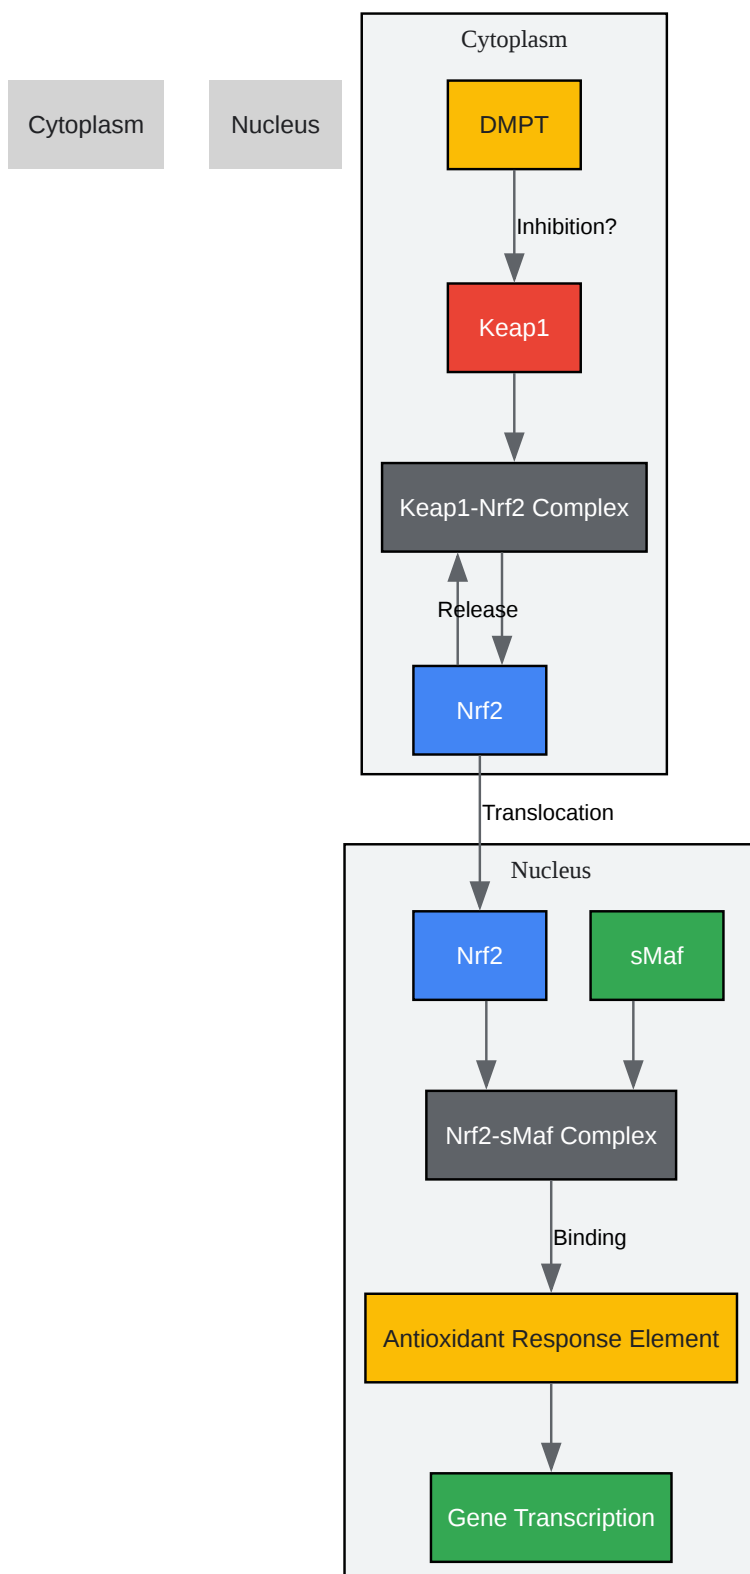 Cytoplasm
Cytoplasm
Nucleus
DMPT
Inhibition?
Keap1
Keap1-Nrf2 Complex
Release
Nrf2
Translocation
Nucleus
Nrf2
sMaf
Nrf2-sMaf Complex
Binding
Antioxidant Response Element
Gene Transcription